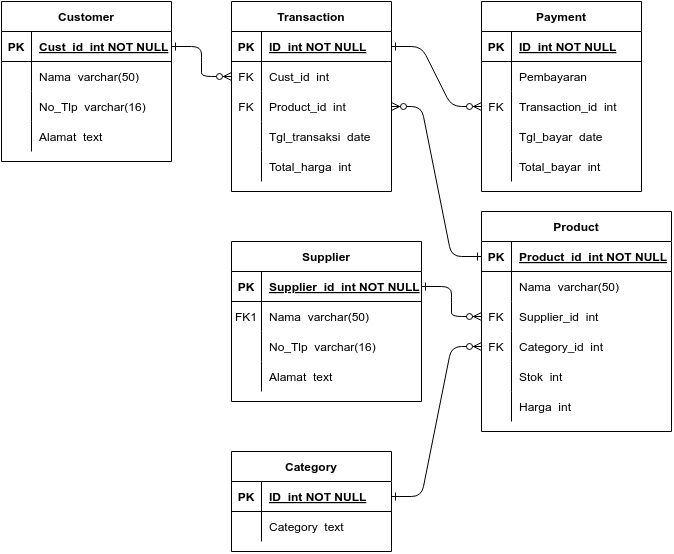 Customer
PK Cust_id int NOT NULL
Nama varchar(50)
No_Tlp varchar(16)
Alamat text
Transaction
PK ID int NOT NULL
FK Cust_id int
FK Product_id int
Tgl_transaksi date
Total_harga int
Payment
PK ID int NOT NULL
Pembayaran
FK Transaction_id int
Tgl_bayar date
Total_bayar int
Supplier
PK Supplier_id int NOT NULL
FK1 Nama varchar(50)
No_Tlp varchar(16)
Alamat text
Product
PK Product_id int NOT NULL
Nama varchar(50)
FK Supplier_id int
FK Category_id int
Stok int
Harga int
Category
PK ID int NOT NULL
Category text